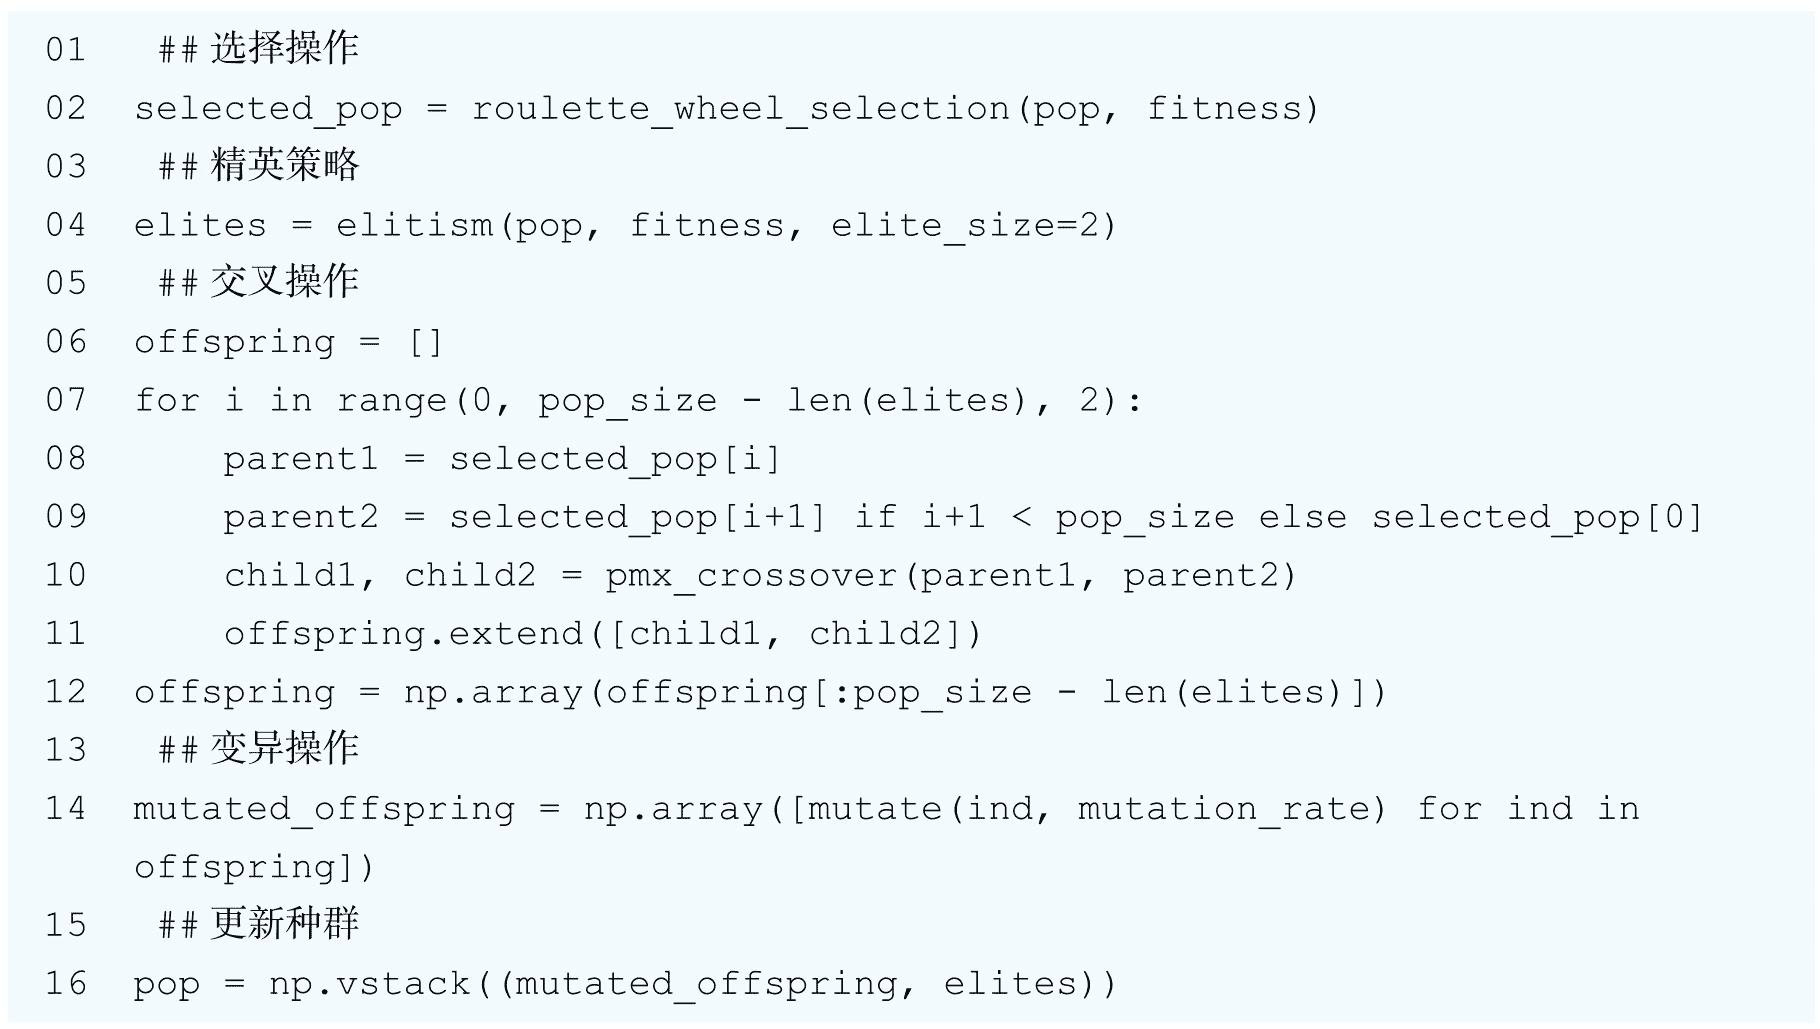 01 ## 选择操作
02 selected_pop = roulette_wheel_selection(pop, fitness)
03 ## 精英策略
04 elites = elitism(pop, fitness, elite_size=2)
05 ## 交叉操作
06 offspring = []
07 for i in range(0, pop_size - len(elites), 2):
08     parent1 = selected_pop[i]
09     parent2 = selected_pop[i+1] if i+1 < pop_size else selected_pop[0]
10     child1, child2 = pmx_crossover(parent1, parent2)
11     offspring.extend([child1, child2])
12 offspring = np.array(offspring[:pop_size - len(elites)])
13 ## 变异操作
14 mutated_offspring = np.array([mutate(ind, mutation_rate) for ind in
offspring])
15 ## 更新种群
16 pop = np.vstack((mutated_offspring, elites))